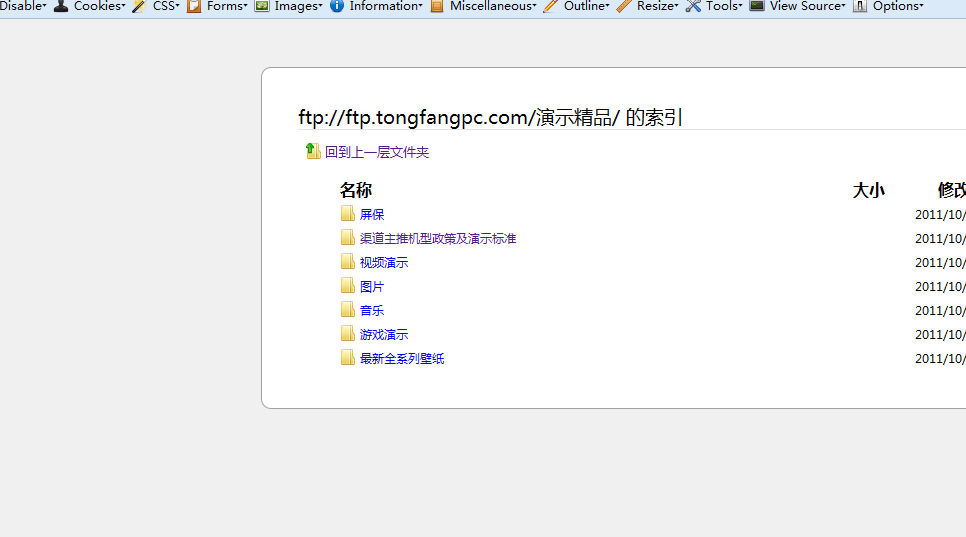 Disable Cookies CSS Forms Images Information Miscellaneous Outline Resize Tools View Source Options
ftp://ftp.tongfangpc.com/演示精品/ 的索引
回到上一层文件夹
名称 大小 修改
屏保 2011/10/
渠道主推机型政策及演示标准 2011/10/
视频演示 2011/10/
图片 2011/10/
音乐 2011/10/
游戏演示 2011/10/
最新全系列壁纸 2011/10/